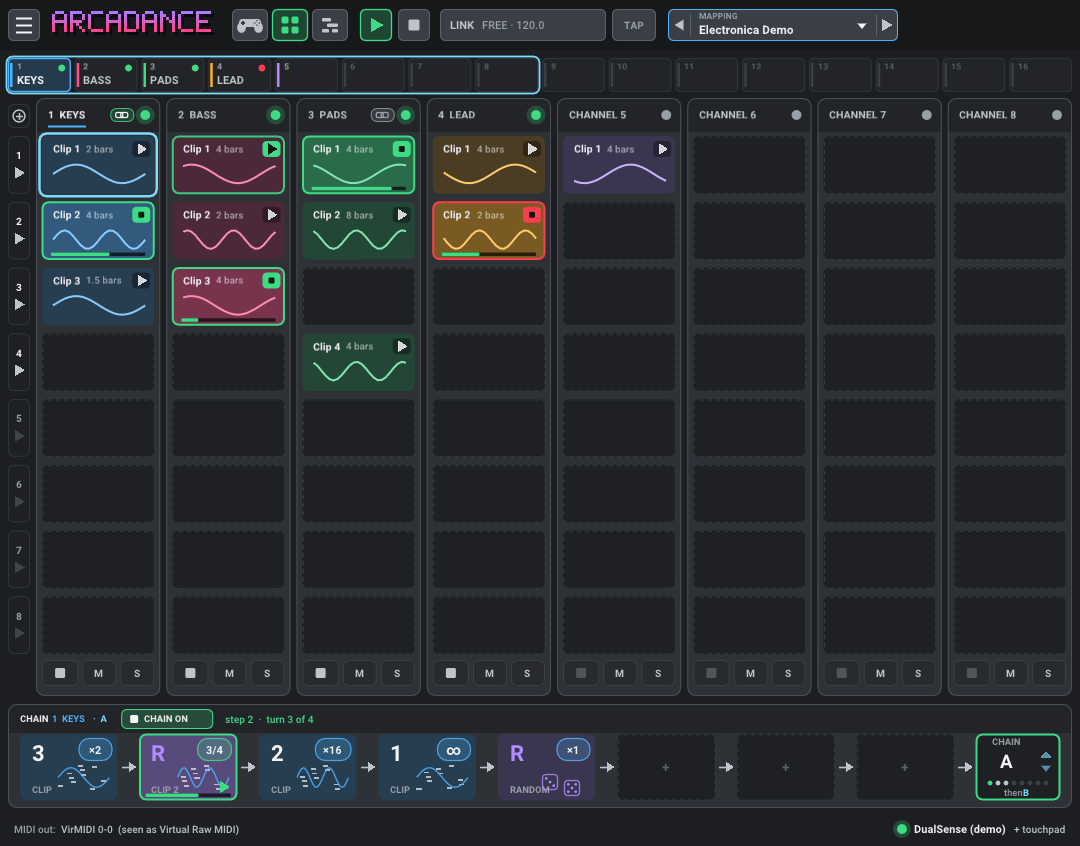 ARCADANCE LINK FREE · 120.0 TAP MAPPING
Electronica Demo
1 2 3 4 5 6 7 8 9 10 11 12 13 14 15 16
KEYS BASS PADS LEAD
1 KEYS 2 BASS 3 PADS 4 LEAD CHANNEL 5 CHANNEL 6 CHANNEL 7 CHANNEL 8
1 Clip 1 2 bars Clip 1 4 bars Clip 1 4 bars Clip 1 4 bars Clip 1 4 bars
2 Clip 2 4 bars Clip 2 2 bars Clip 2 8 bars Clip 2 2 bars
3 Clip 3 1.5 bars Clip 3 4 bars
4 Clip 4 4 bars
5
6
7
8
M S M S M S M S M S M S M S M S
CHAIN 1 KEYS · A CHAIN ON step 2 · turn 3 of 4
3 ×2 R 3/4 2 ×16 1 ∞ R ×1 + + + CHAIN
A
CLIP CLIP 2 CLIP CLIP RANDOM then B
MIDI out: VirMIDI 0-0 (seen as Virtual Raw MIDI) DualSense (demo) + touchpad